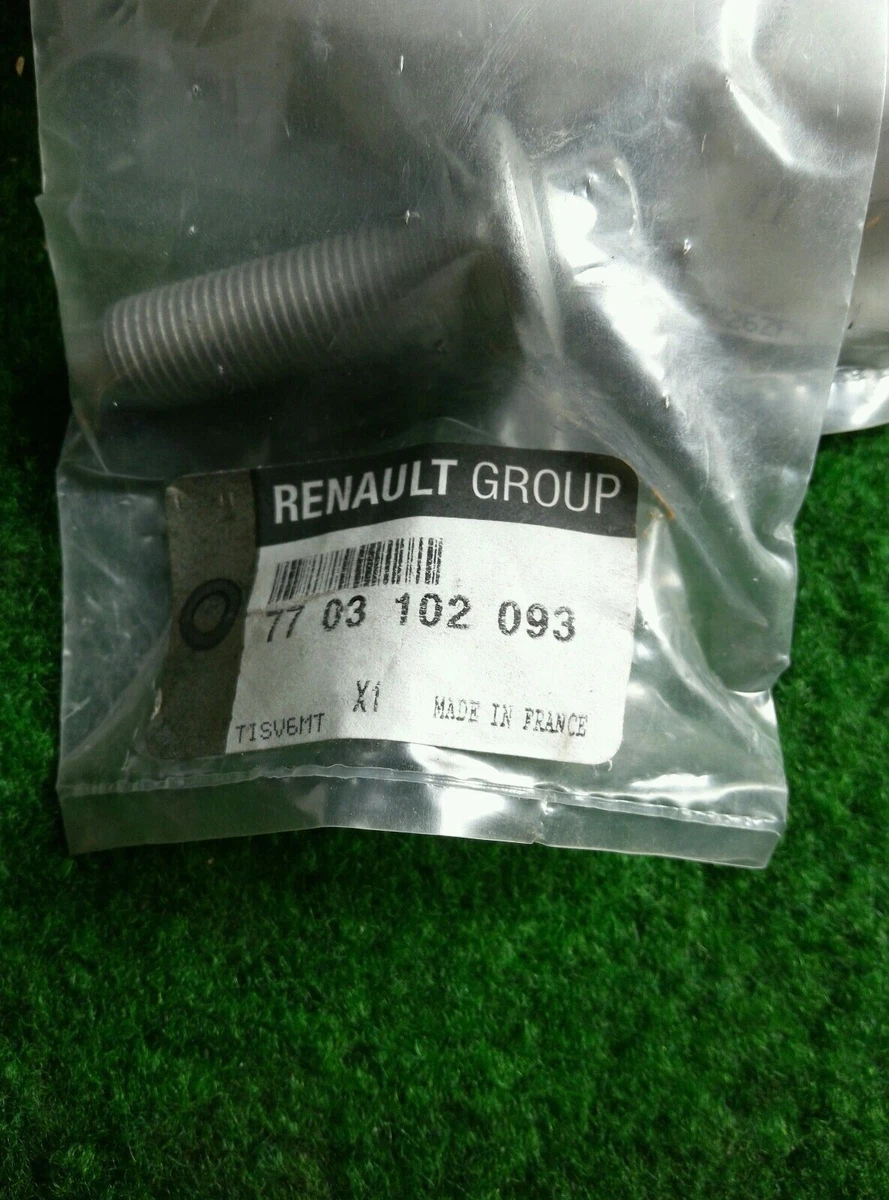 RENAULT GROUP
77 03 102 093
X1
TISV6MT
MADE IN FRANCE